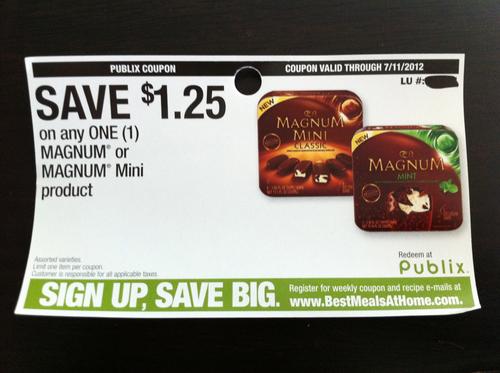 PUBLIX COUPON
COUPON VALID THROUGH 7/11/2012
LU #:
SAVE $1.25
on any ONE (1)
MAGNUM® or
MAGNUM® Mini
product
NEW
MAGNUM
MINI
CLASSIC
NEW
MAGNUM
MINT
Assorted varieties.
Limit one item per coupon.
Customer is responsible for all applicable taxes.
Redeem at
Publix.
SIGN UP, SAVE BIG.
Register for weekly coupon and recipe e-mails at
www.BestMealsAtHome.com.